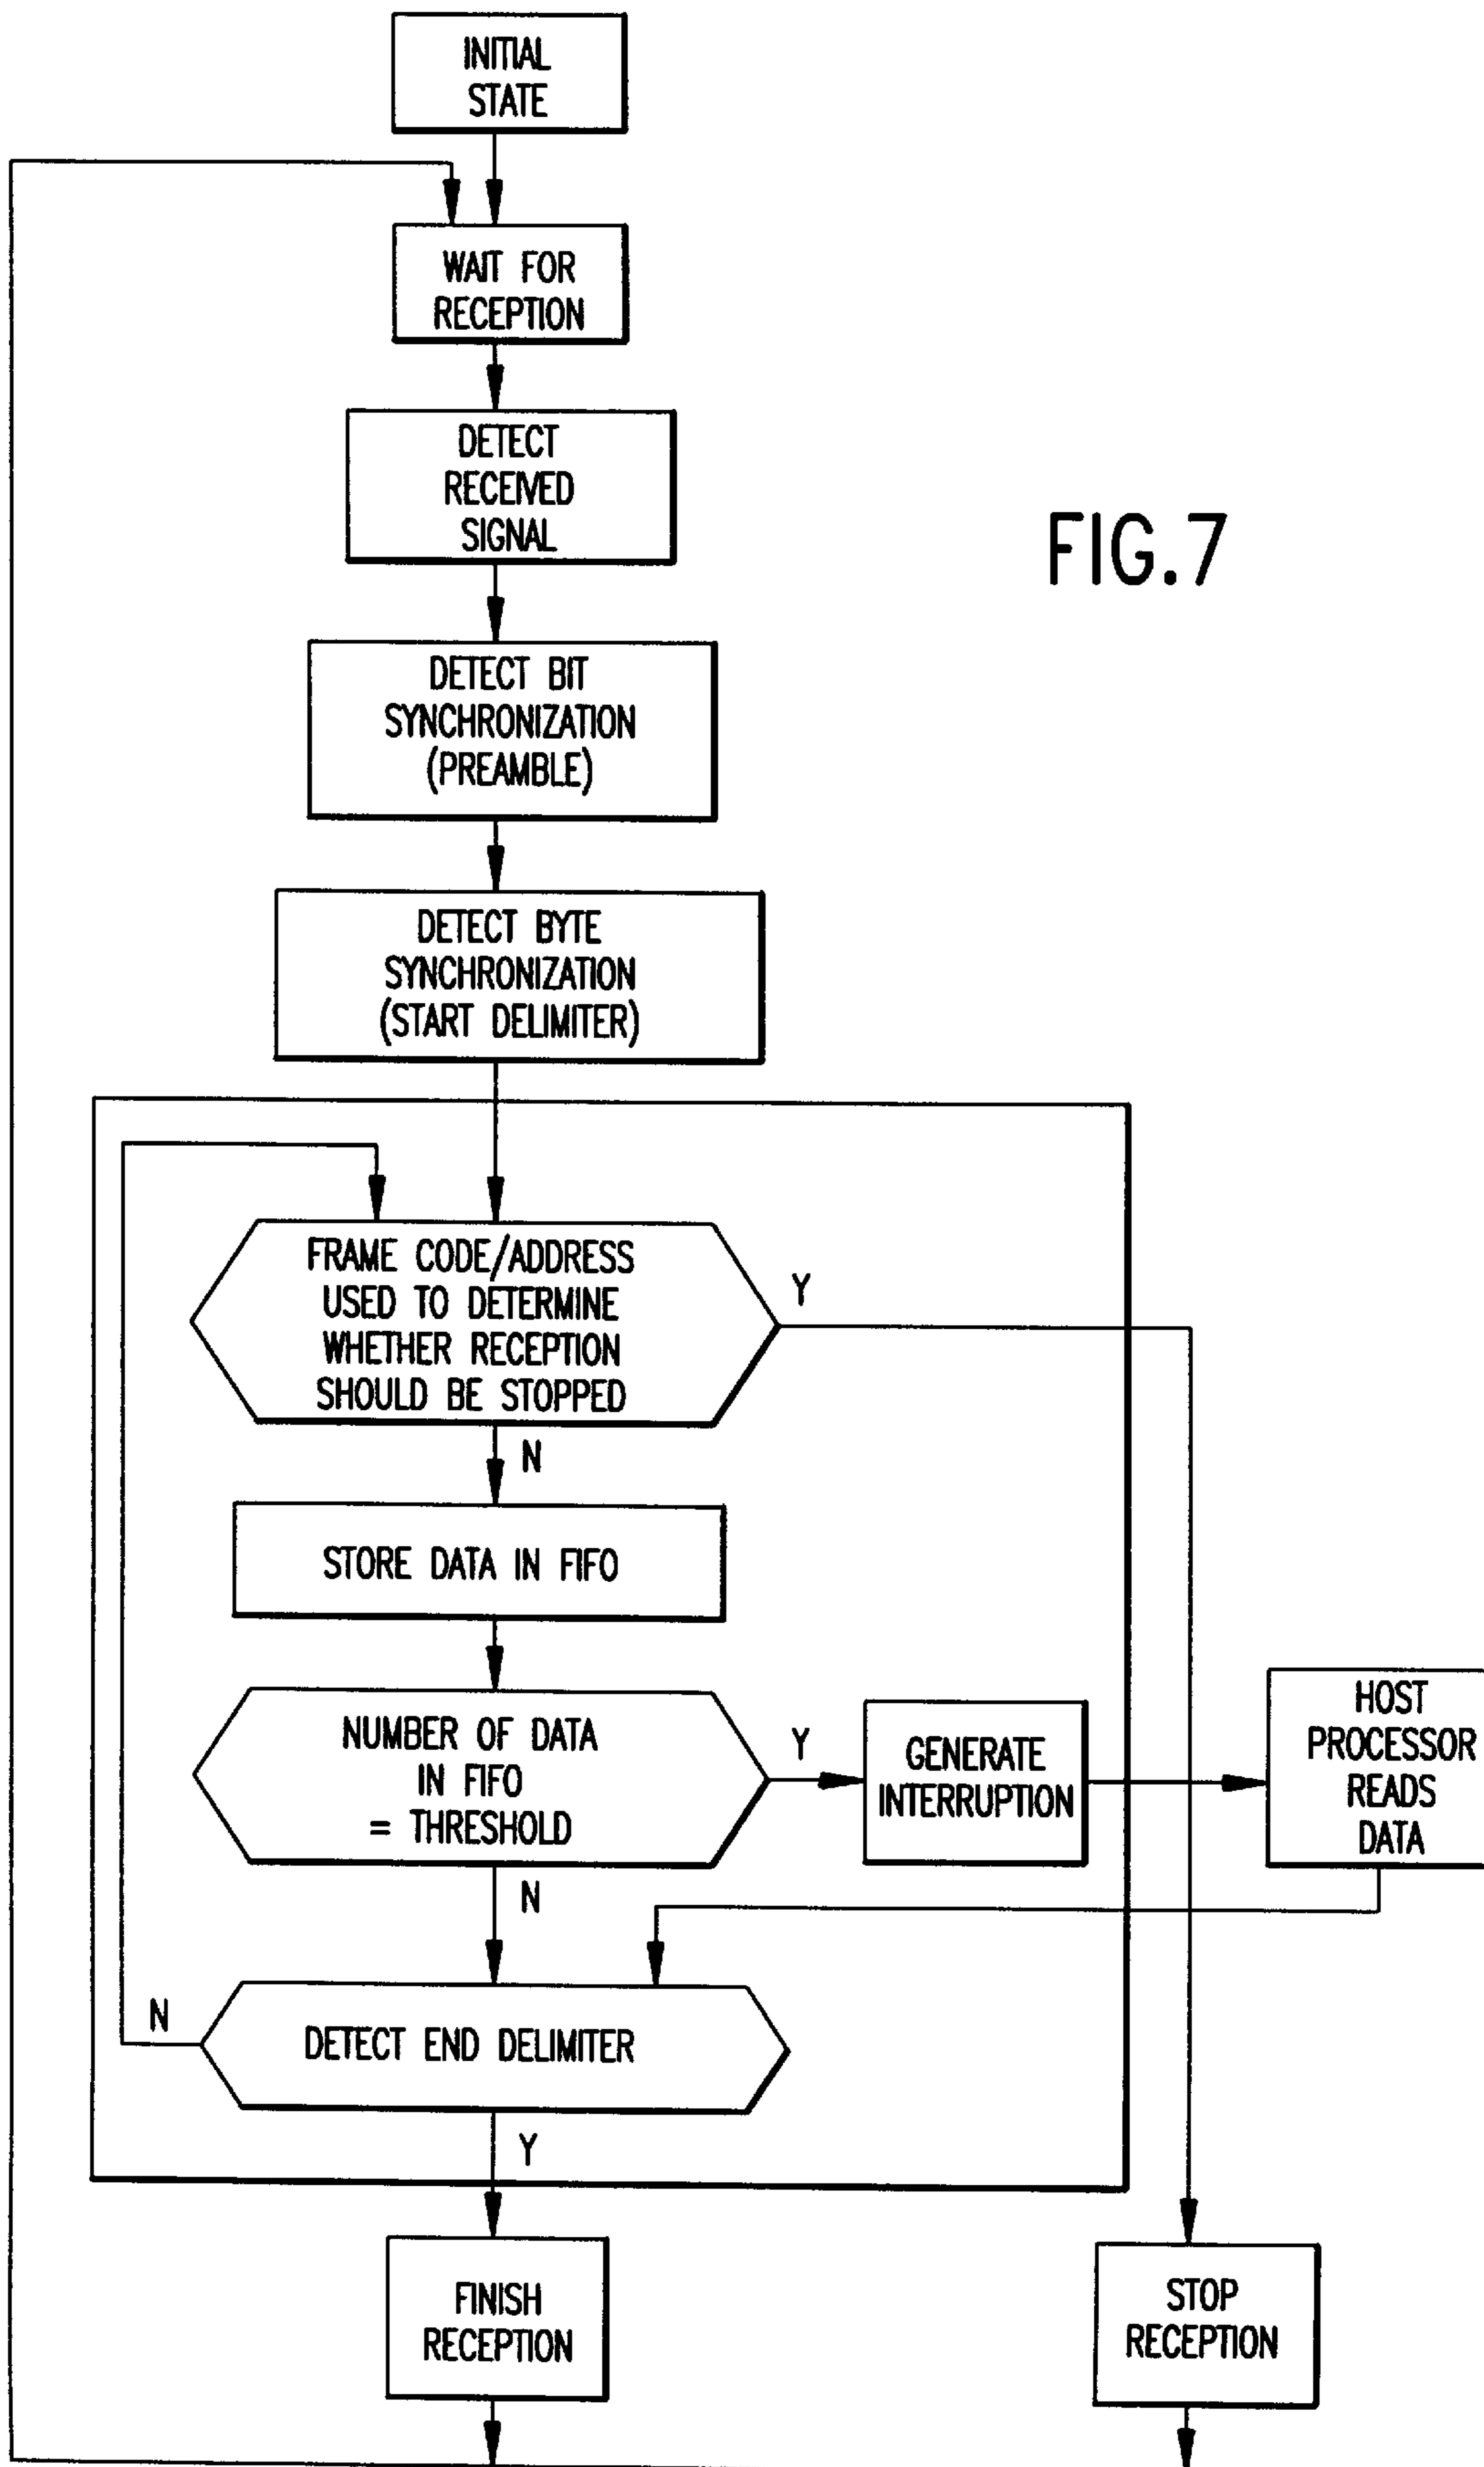 INITIAL
STATE
WAIT FOR
RECEPTION
DETECT
RECEIVED
SIGNAL
FIG.7
DETECT BIT
SYNCHRONIZATION
(PREAMBLE)
DETECT BYTE
SYNCHRONIZATION
(START DELIMITER)
FRAME CODE/ADDRESS
USED TO DETERMINE
WHETHER RECEPTION
SHOULD BE STOPPED
Y
N
STORE DATA IN FIFO
NUMBER OF DATA
IN FIFO
= THRESHOLD
Y
GENERATE
INTERRUPTION
HOST
PROCESSOR
READS
DATA
N
DETECT END DELIMITER
N
Y
FINISH
RECEPTION
STOP
RECEPTION